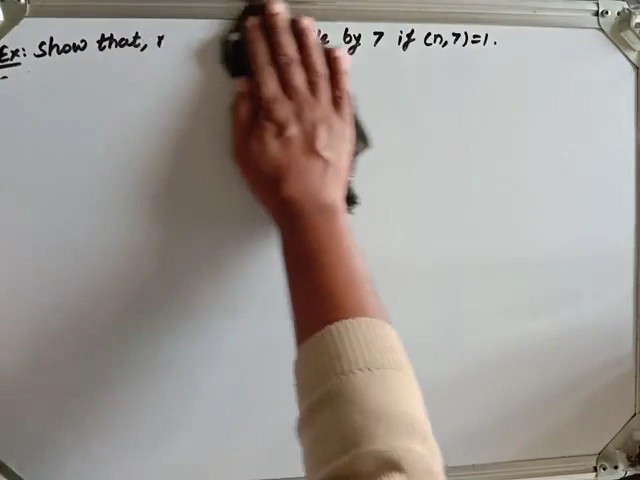 Ex: Show that, by 7 if (n,7)=1.